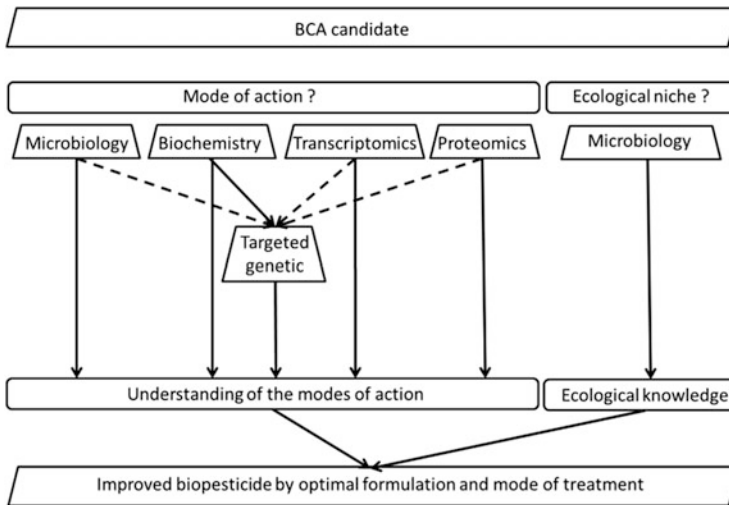 BCA candidate
Mode of action ?
Ecological niche ?
Microbiology
Biochemistry
Transcriptomics
Proteomics
Microbiology
Targeted
genetic
Understanding of the modes of action
Ecological knowledge
Improved biopesticide by optimal formulation and mode of treatment